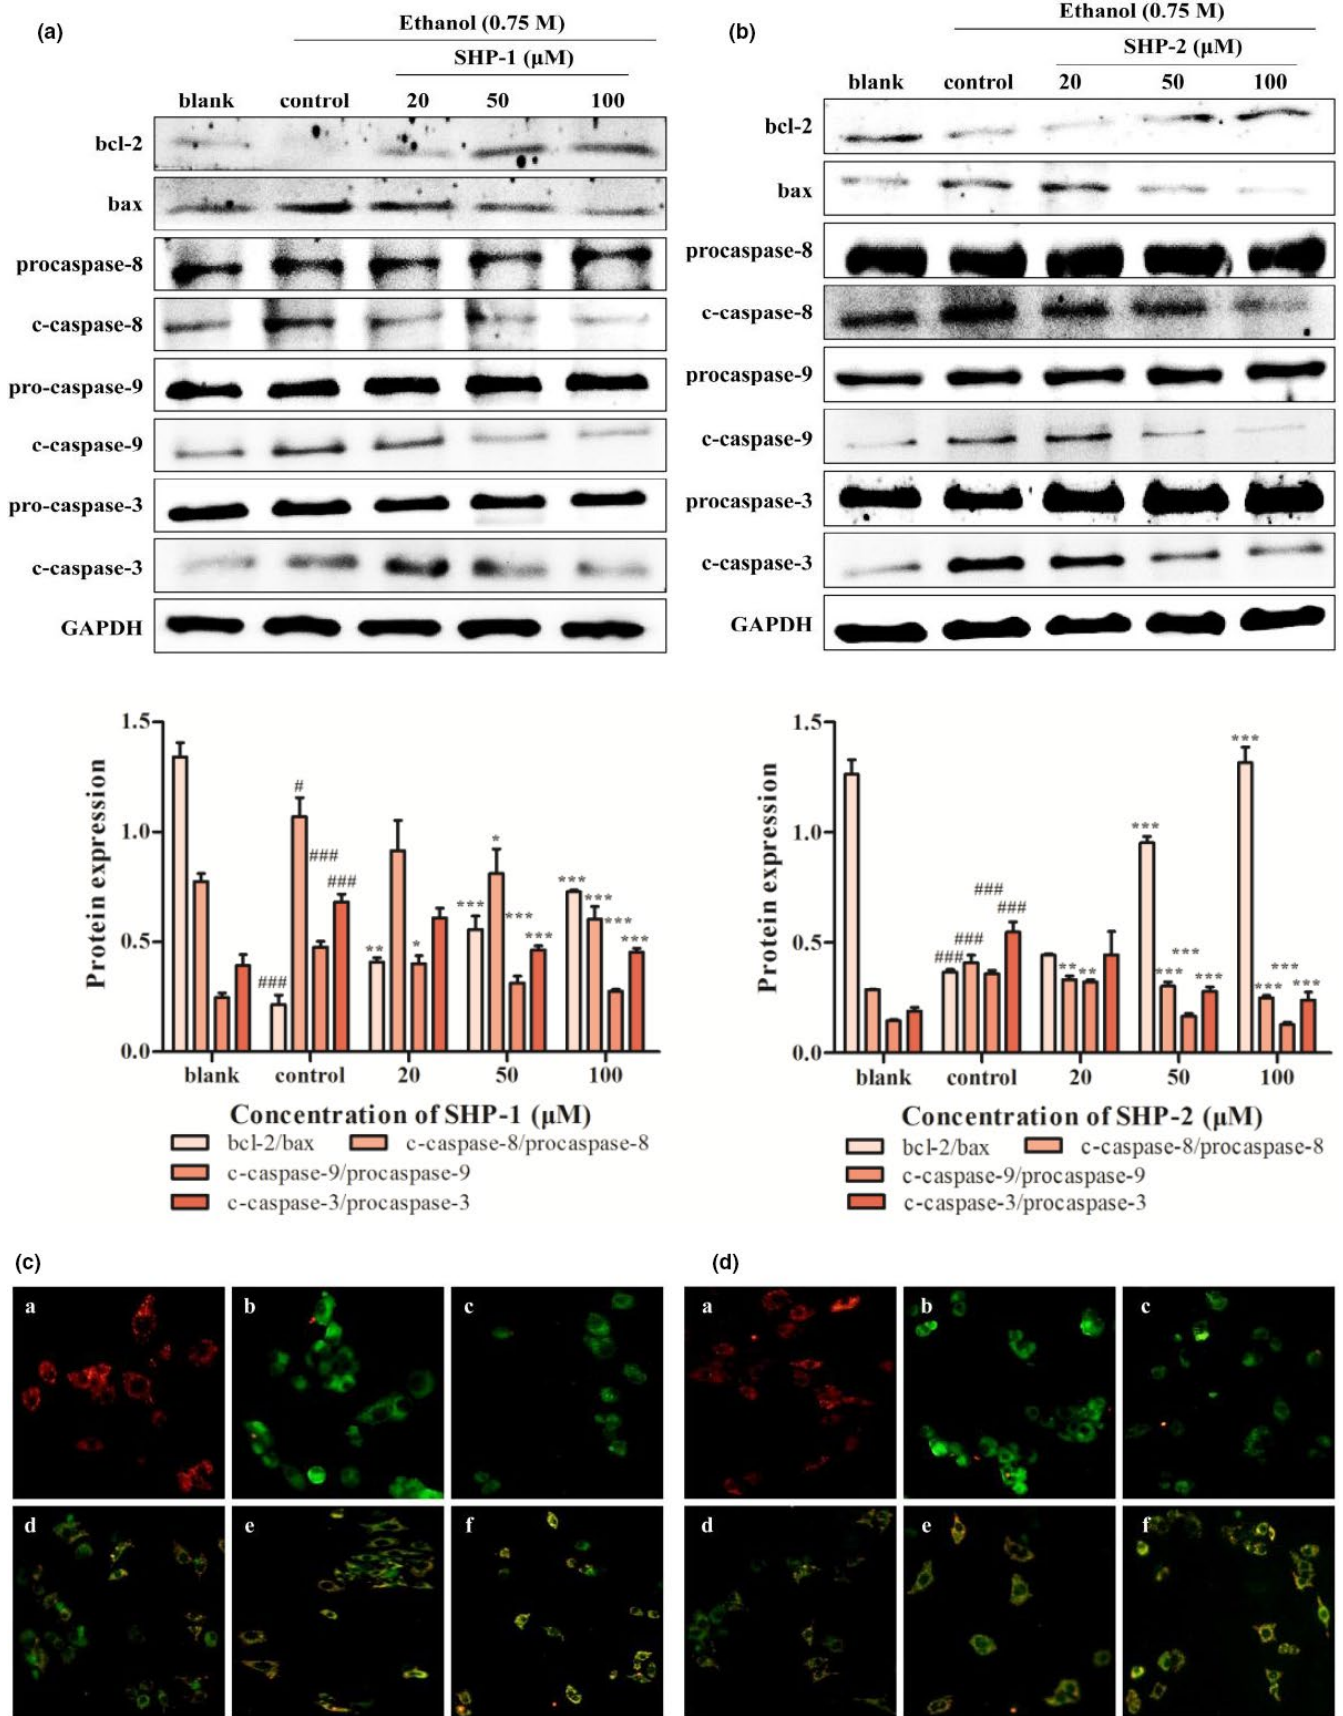 (a)
Ethanol (0.75 M)
SHP-1 (μM)
blank control 20 50 100
bcl-2
bax
procaspase-8
c-caspase-8
pro-caspase-9
c-caspase-9
pro-caspase-3
c-caspase-3
GAPDH
(b)
Ethanol (0.75 M)
SHP-2 (μM)
blank control 20 50 100
bcl-2
bax
procaspase-8
c-caspase-8
procaspase-9
c-caspase-9
procaspase-3
c-caspase-3
GAPDH
Protein expression
1.5
1.0
0.5
0.0
###
#
###
###
**
*
***
*
***
***
***
***
***
***
blank control 20 50 100
Concentration of SHP-1 (μM)
bcl-2/bax c-caspase-8/procaspase-8
c-caspase-9/procaspase-9
c-caspase-3/procaspase-3
Protein expression
1.5
1.0
0.5
0.0
###
###
###
###
**
**
***
***
***
***
***
***
***
***
blank control 20 50 100
Concentration of SHP-2 (μM)
bcl-2/bax c-caspase-8/procaspase-8
c-caspase-9/procaspase-9
c-caspase-3/procaspase-3
(c)
a b c
d e f
(d)
a b c
d e f